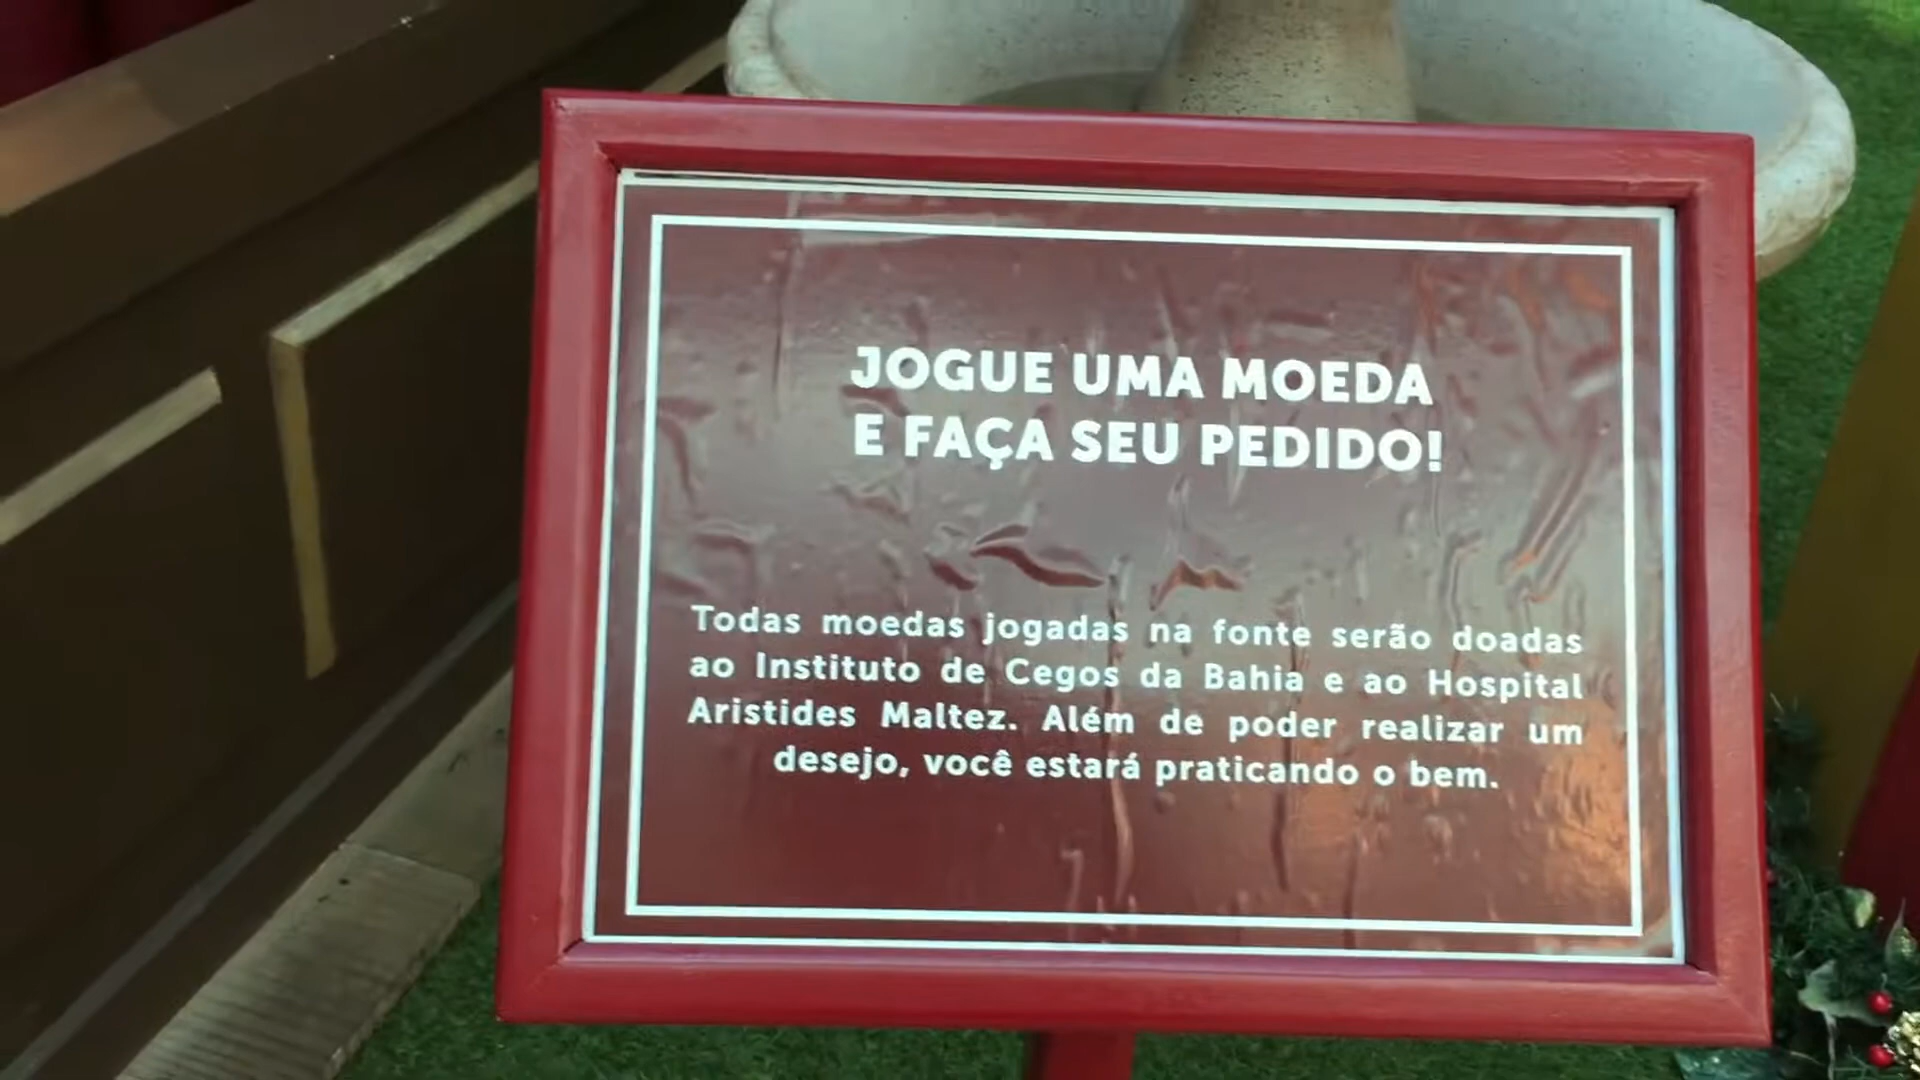 JOGUE UMA MOEDA
E FAÇA SEU PEDIDO!
Todas moedas jogadas na fonte serão doadas
ao Instituto de Cegos da Bahia e ao Hospital
Aristides Maltez. Além de poder realizar um
desejo, você estará praticando o bem.